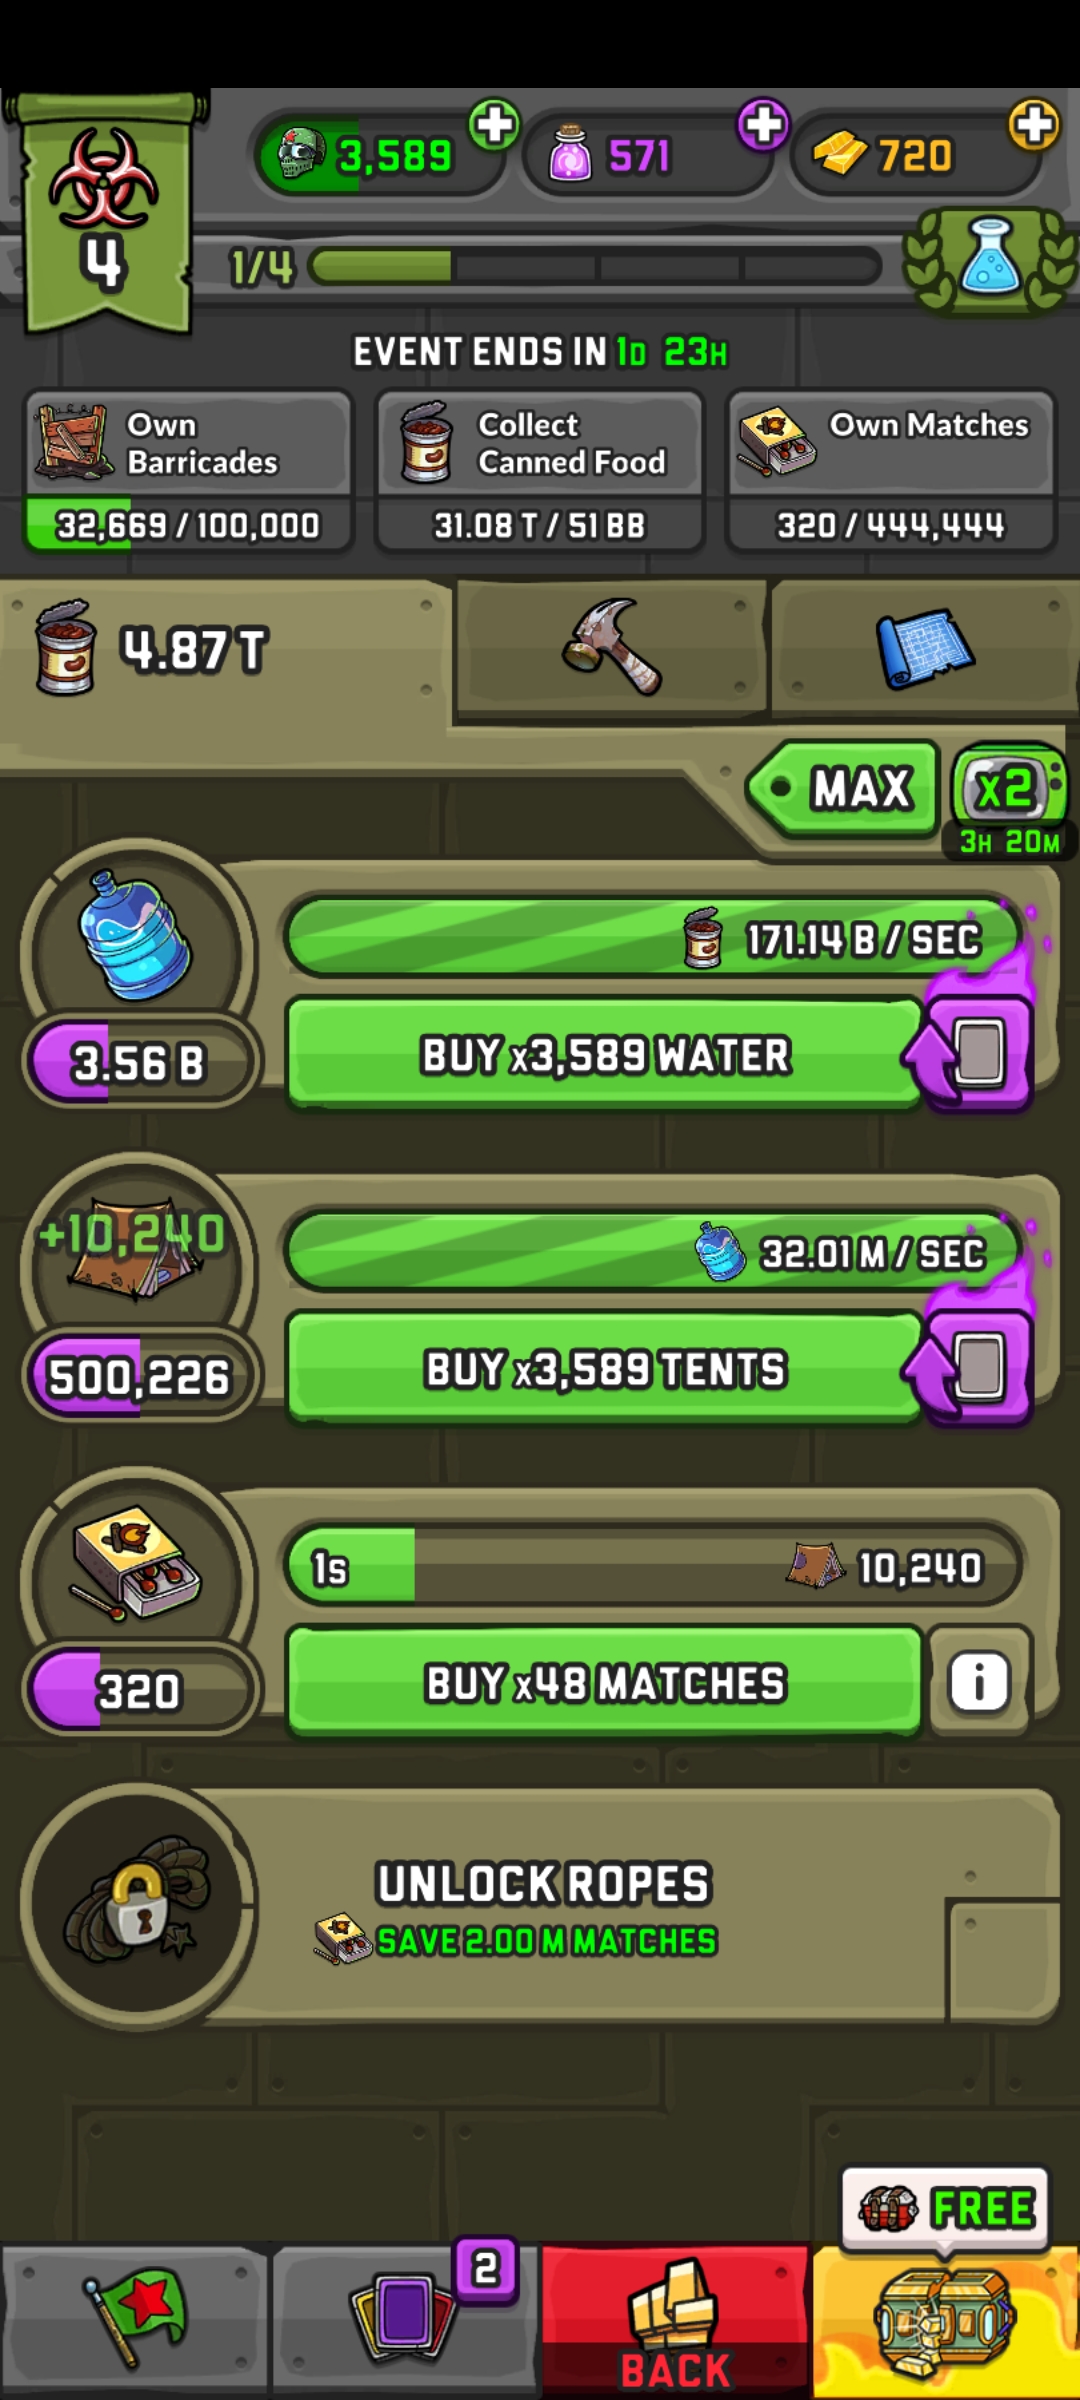 3,589
571
720
4
1/4
EVENT ENDS IN 1D 23H
Own Barricades
32,669 / 100,000
Collect Canned Food
31.08 T / 51 BB
Own Matches
320 / 444,444
4.87 T
MAX
x2
3H 20M
171.14 B / SEC
3.56 B
BUY x3,589 WATER
+10,240
32.01 M / SEC
500,226
BUY x3,589 TENTS
1s
10,240
320
BUY x48 MATCHES
i
UNLOCK ROPES
SAVE 2.00 M MATCHES
FREE
2
BACK